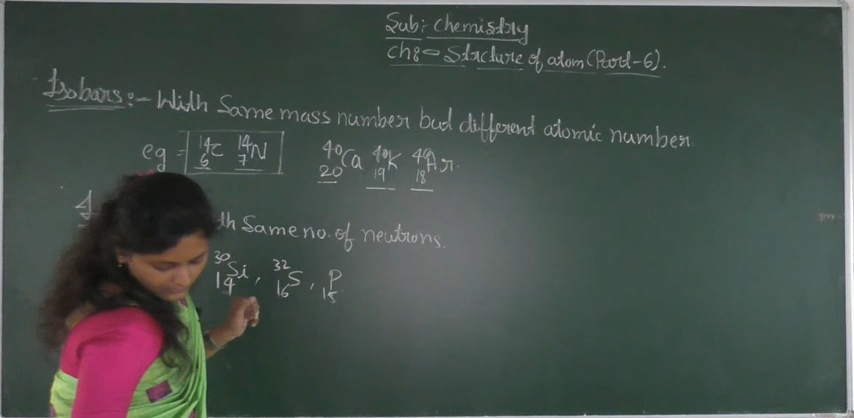 Sub: Chemistry
Ch 8 Structure of atom (Part-6).
Isobars :- With Same mass number but different atomic number
eg = 14 6 C 14 7 N 40 20 Ca 40 19 K 40 18 Ar.
Same no. of neutrons.
30 14 Si, 32 16 S, 15 P